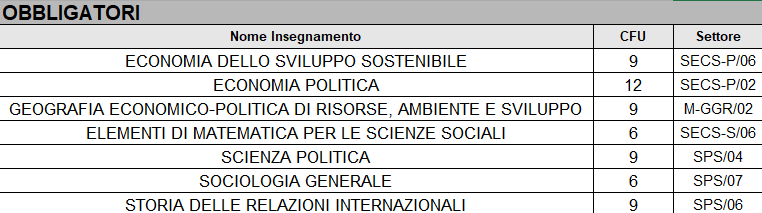 OBBLIGATORI
Nome Insegnamento CFU Settore
ECONOMIA DELLO SVILUPPO SOSTENIBILE 9 SECS-P/06
ECONOMIA POLITICA 12 SECS-P/02
GEOGRAFIA ECONOMICO-POLITICA DI RISORSE, AMBIENTE E SVILUPPO 9 M-GGR/02
ELEMENTI DI MATEMATICA PER LE SCIENZE SOCIALI 6 SECS-S/06
SCIENZA POLITICA 9 SPS/04
SOCIOLOGIA GENERALE 6 SPS/07
STORIA DELLE RELAZIONI INTERNAZIONALI 9 SPS/06